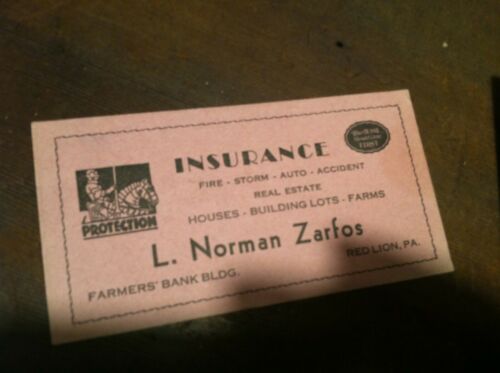 INSURANCE
FIRE - STORM - AUTO - ACCIDENT
REAL ESTATE
HOUSES - BUILDING LOTS - FARMS
L. Norman Zarfos
FARMERS' BANK BLDG.
RED LION, PA.
PROTECTION
FIRST